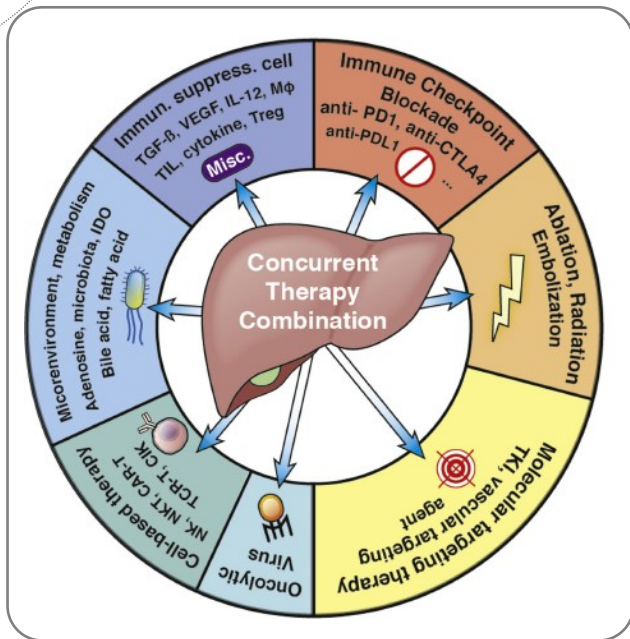 Concurrent
Therapy
Combination
Immune Checkpoint
Blockade
anti- PD1, anti-CTLA4
anti-PDL1
...
Ablation, Radiation
Embolization
Molecular targeting therapy
TKI, vascular targeting
agent
Oncolytic
Virus
Cell-based therapy
NK, NKT, CAR-T
TCR-T, CIK
Micorenvironment, metabolism
Adenosine, microbiota, IDO
Bile acid, fatty acid
Immun. suppress. cell
TGF-ß, VEGF, IL-12, Mϕ
TIL, cytokine, Treg
Misc.